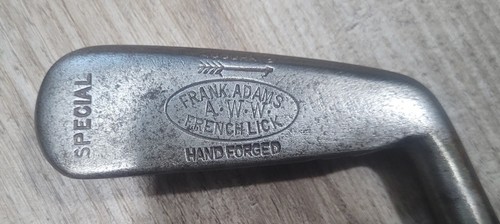 FRANK. ADAMS
A · W · W
FRENCH LICK
HAND FORGED
SPECIAL